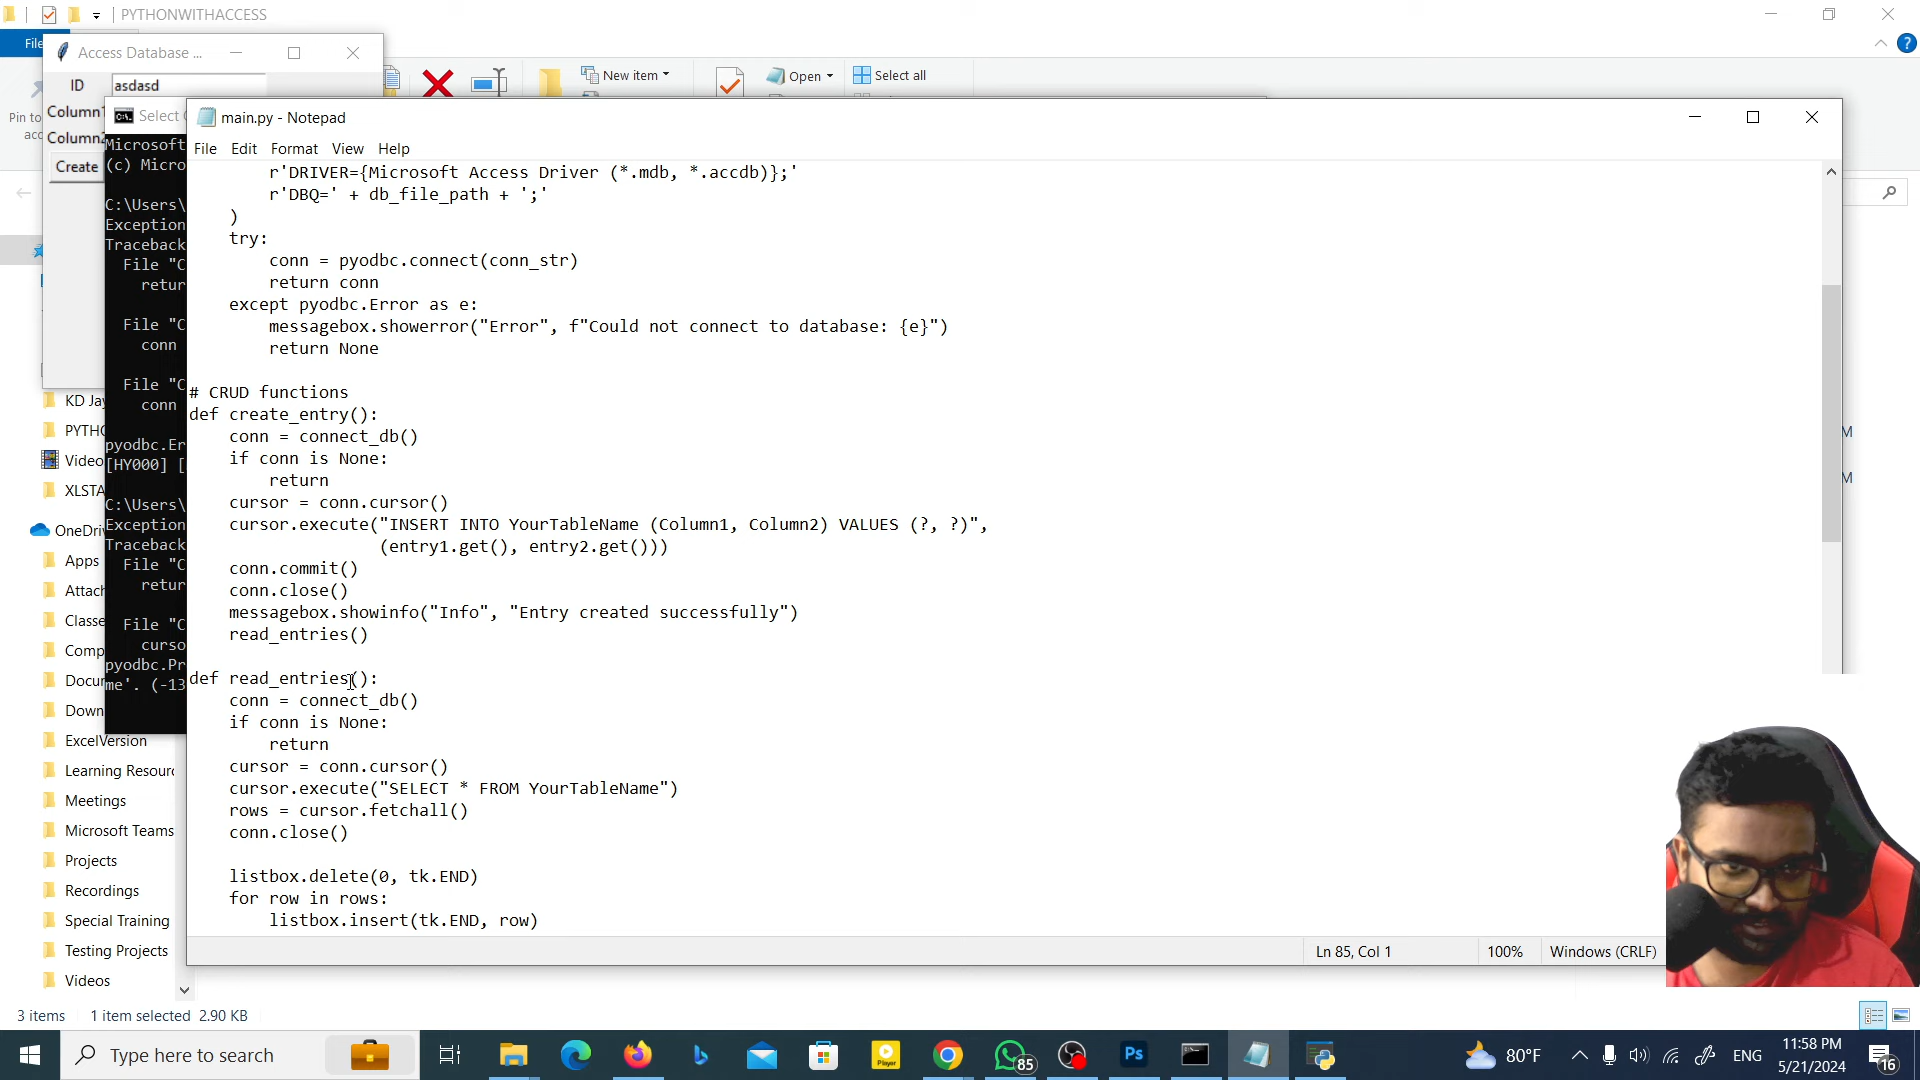 PYTHONWITHACCESS
File
Access Database ...
ID
asdasd
Column1
Column2
Create
Pin to
New item
Open
Select all
Select
main.py - Notepad
File Edit Format View Help
Microsoft
(c) Micro
C:\Users\
Exception
Traceback
File "C
retur
File "C
conn
File "C
conn
pyodbc.Er
[HY000] [
C:\Users\
Exception
Traceback
File "C
retur
File "C
curso
pyodbc.Pr
me'. (-13
r'DRIVER={Microsoft Access Driver (*.mdb, *.accdb)};'
r'DBQ=' + db_file_path + ';'
)
try:
conn = pyodbc.connect(conn_str)
return conn
except pyodbc.Error as e:
messagebox.showerror("Error", f"Could not connect to database: {e}")
return None
# CRUD functions
def create_entry():
conn = connect_db()
if conn is None:
return
cursor = conn.cursor()
cursor.execute("INSERT INTO YourTableName (Column1, Column2) VALUES (?, ?)",
(entry1.get(), entry2.get()))
conn.commit()
conn.close()
messagebox.showinfo("Info", "Entry created successfully")
read_entries()
def read_entries():
conn = connect_db()
if conn is None:
return
cursor = conn.cursor()
cursor.execute("SELECT * FROM YourTableName")
rows = cursor.fetchall()
conn.close()
listbox.delete(0, tk.END)
for row in rows:
listbox.insert(tk.END, row)
Ln 85, Col 1
100%
Windows (CRLF)
KD Jay
PYTHO
Video
XLSTA
OneDriv
Apps
Attach
Classe
Comp
Docu
Down
ExcelVersion
Learning Resour
Meetings
Microsoft Teams
Projects
Recordings
Special Training
Testing Projects
Videos
M
M
3 items 1 item selected 2.90 KB
Type here to search
85
Ps
80°F
ENG
11:58 PM
5/21/2024
16